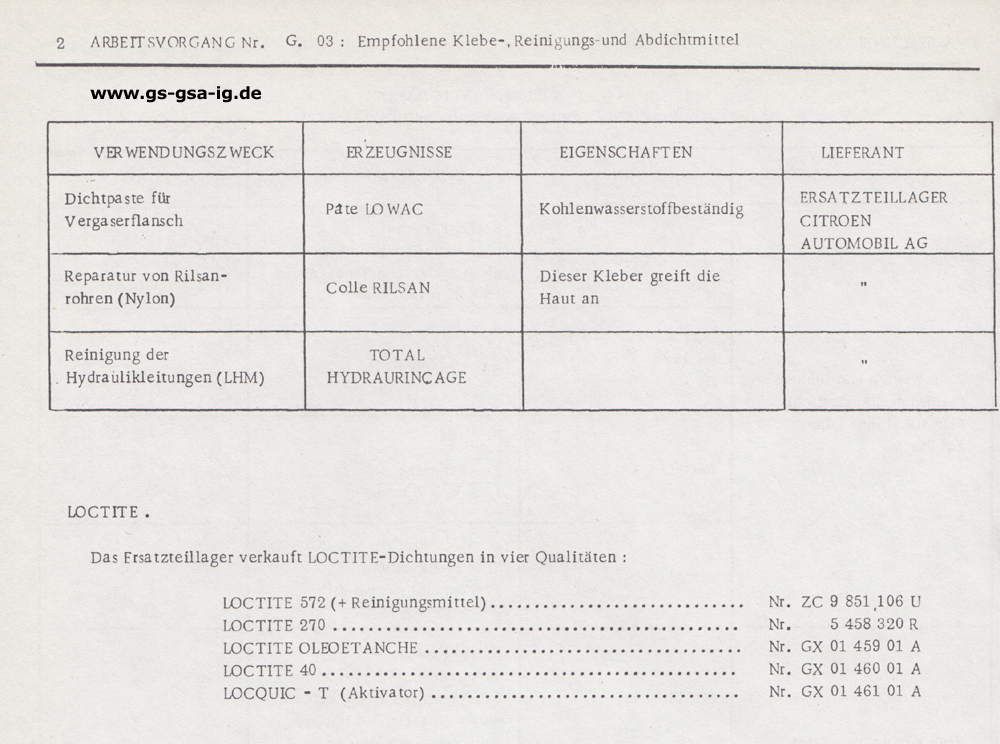 2 ARBEITSVORGANG Nr. G. 03 : Empfohlene Klebe-, Reinigungs-und Abdichtmittel
www.gs-gsa-ig.de
VERWENDUNGSZWECK ERZEUGNISSE EIGENSCHAFTEN LIEFERANT
Dichtpaste für
Vergaserflansch
Pâte LOWAC
Kohlenwasserstoffbeständig
ERSATZTEILLAGER
CITROEN
AUTOMOBIL AG
Reparatur von Rilsan-
rohren (Nylon)
Colle RILSAN
Dieser Kleber greift die
Haut an
"
Reinigung der
Hydraulikleitungen (LHM)
TOTAL
HYDRAURINCAGE
"
LOCTITE .
Das Ersatzteillager verkauft LOCTITE-Dichtungen in vier Qualitäten :
LOCTITE 572 (+ Reinigungsmittel) ............................ Nr. ZC 9 851 106 U
LOCTITE 270 ............................................. Nr. 5 458 320 R
LOCTITE OLEOETANCHE ................................... Nr. GX 01 459 01 A
LOCTITE 40 .............................................. Nr. GX 01 460 01 A
LOCQUIC - T (Aktivator) .................................. Nr. GX 01 461 01 A